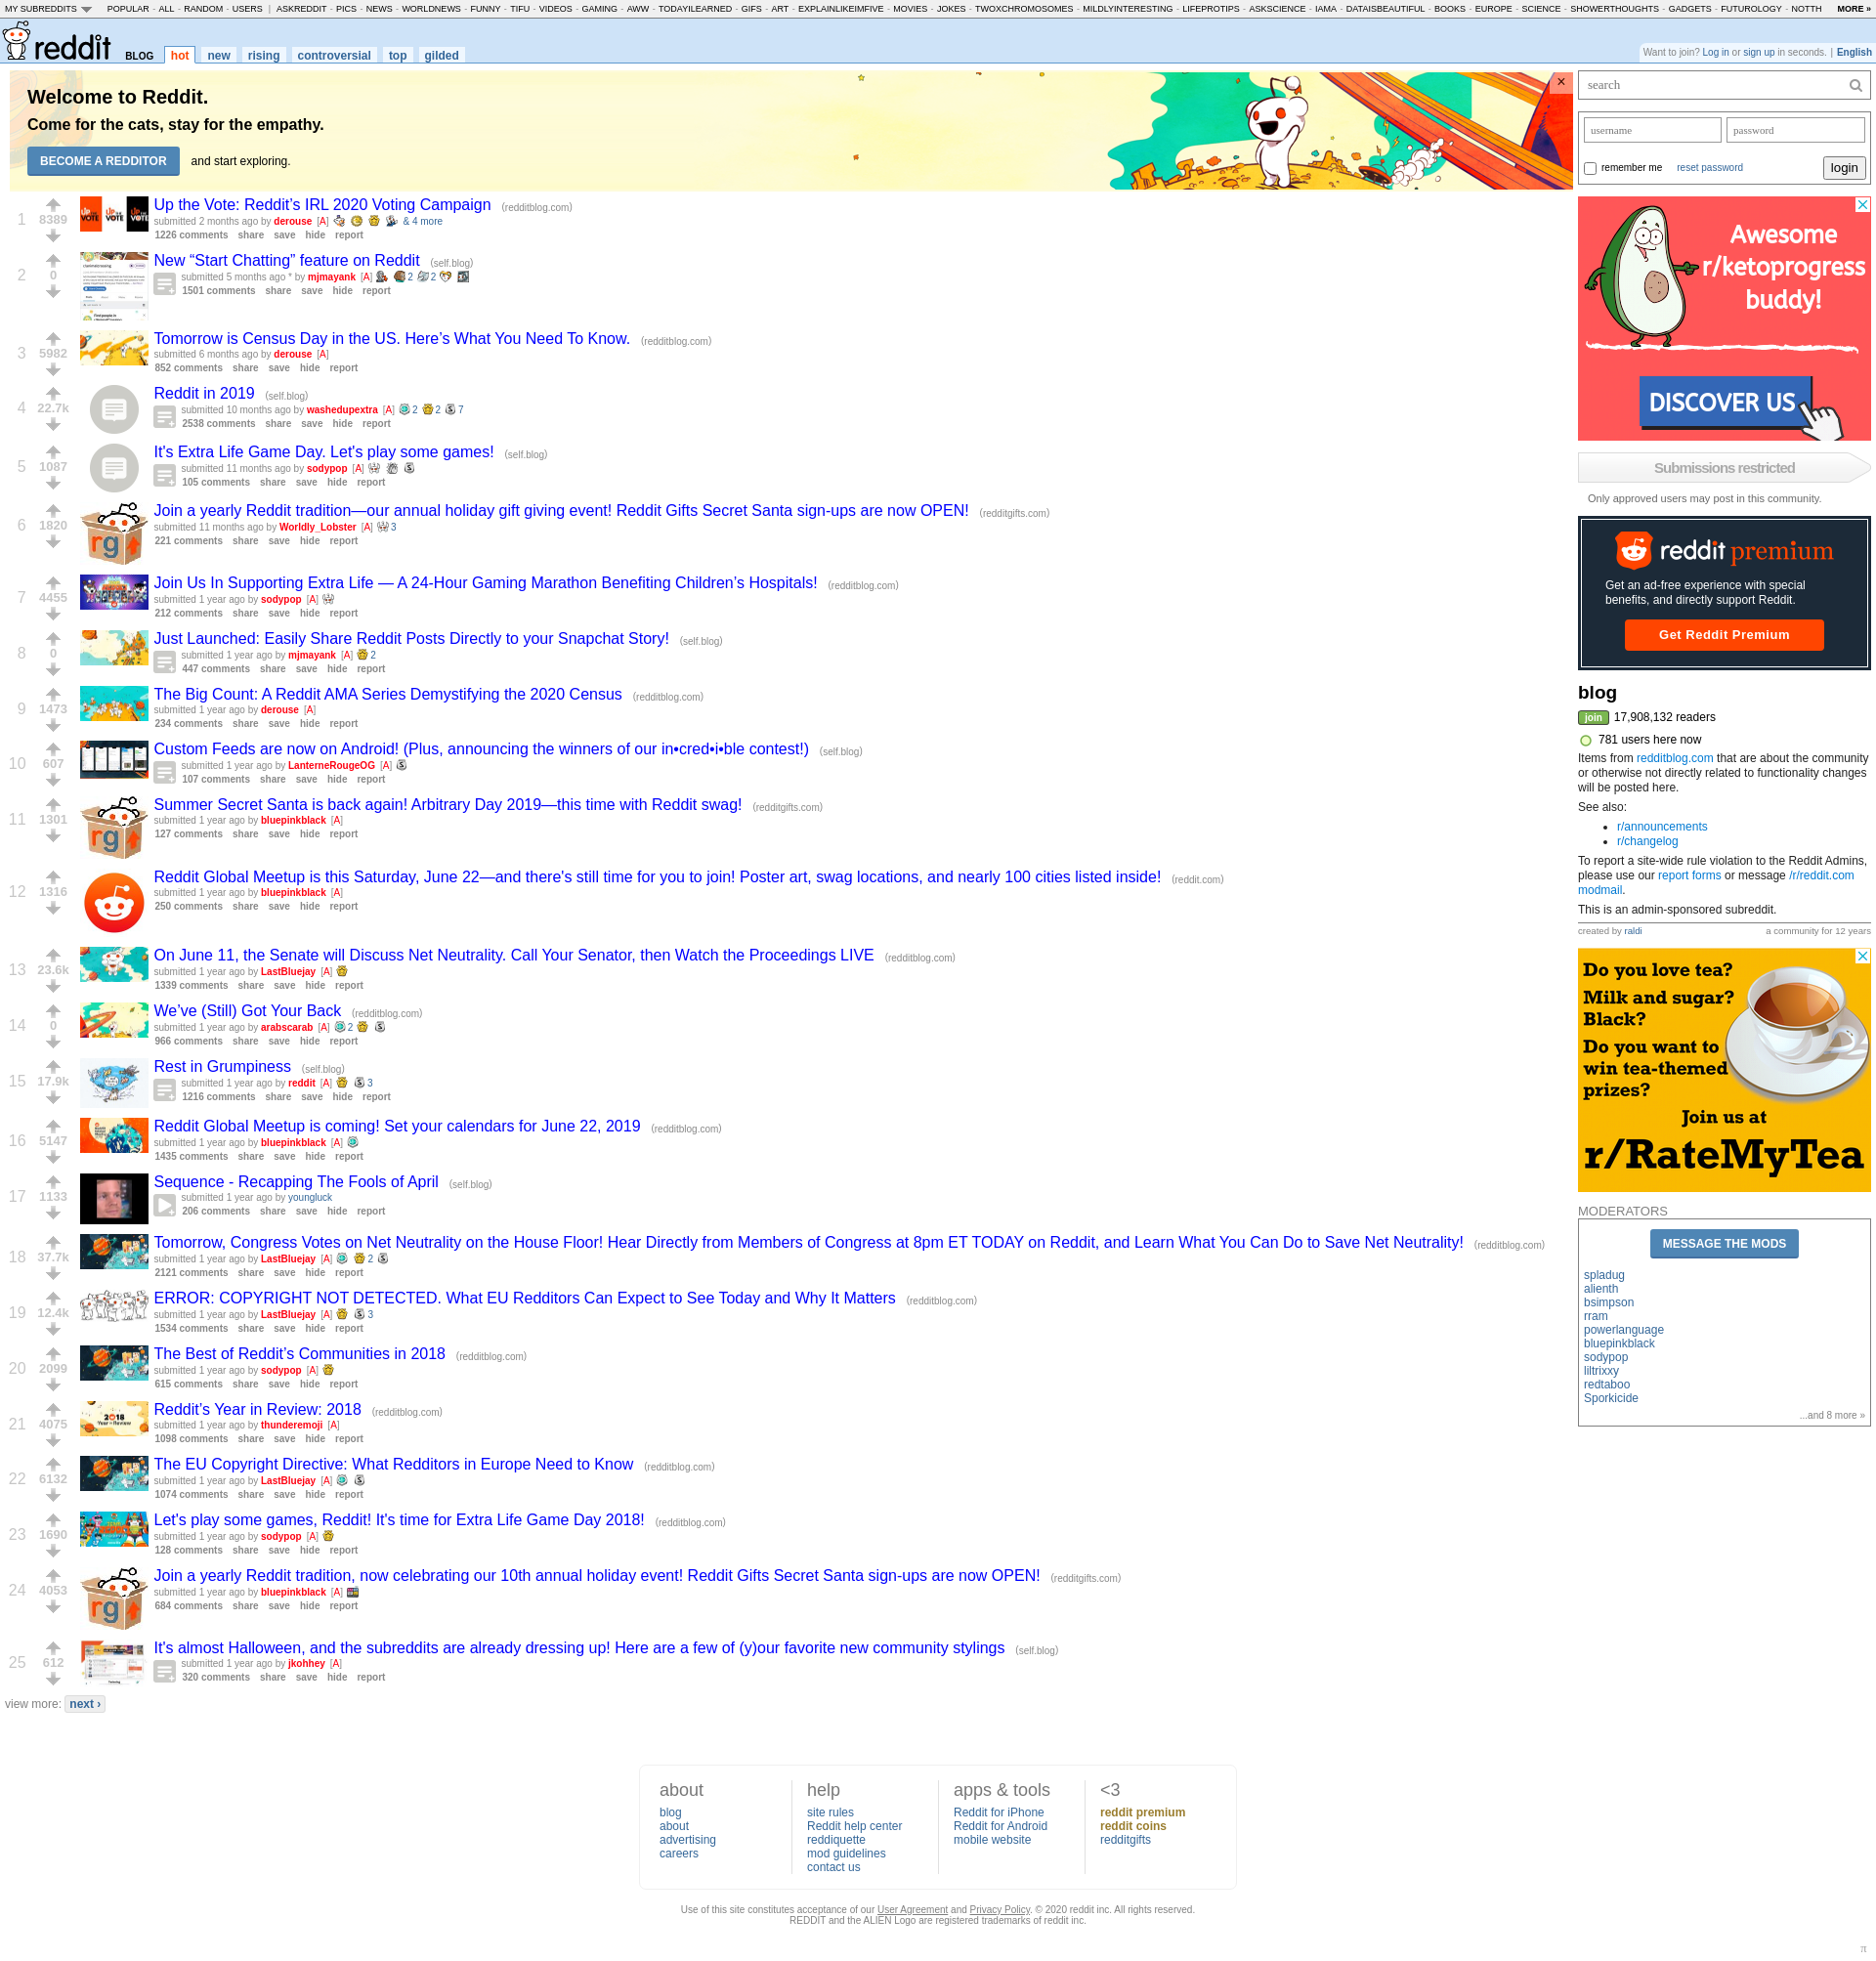 MY SUBREDDITS POPULAR - ALL - RANDOM - USERS | ASKREDDIT - PICS - NEWS - WORLDNEWS - FUNNY - TIFU - VIDEOS - GAMING - AWW - TODAYILEARNED - GIFS - ART - EXPLAINLIKEIMFIVE - MOVIES - JOKES - TWOXCHROMOSOMES - MILDLYINTERESTING - LIFEPROTIPS - ASKSCIENCE - IAMA - DATAISBEAUTIFUL - BOOKS - EUROPE - SCIENCE - SHOWERTHOUGHTS - GADGETS - FUTUROLOGY - NOTTH MORE »
reddit BLOG hot new rising controversial top gilded
Want to join? Log in or sign up in seconds. | English
Welcome to Reddit.
Come for the cats, stay for the empathy.
BECOME A REDDITOR and start exploring.
×
1 8389 Up the Vote: Reddit’s IRL 2020 Voting Campaign (redditblog.com)
submitted 2 months ago by derouse [A] & 4 more
1226 comments share save hide report
2 0 New “Start Chatting” feature on Reddit (self.blog)
submitted 5 months ago * by mjmayank [A] 2 2
1501 comments share save hide report
3 5982 Tomorrow is Census Day in the US. Here’s What You Need To Know. (redditblog.com)
submitted 6 months ago by derouse [A]
852 comments share save hide report
4 22.7k Reddit in 2019 (self.blog)
submitted 10 months ago by washedupextra [A] 2 2 7
2538 comments share save hide report
5 1087 It's Extra Life Game Day. Let's play some games! (self.blog)
submitted 11 months ago by sodypop [A]
105 comments share save hide report
6 1820 Join a yearly Reddit tradition—our annual holiday gift giving event! Reddit Gifts Secret Santa sign-ups are now OPEN! (redditgifts.com)
submitted 11 months ago by Worldly_Lobster [A] 3
221 comments share save hide report
7 4455 Join Us In Supporting Extra Life — A 24-Hour Gaming Marathon Benefiting Children’s Hospitals! (redditblog.com)
submitted 1 year ago by sodypop [A]
212 comments share save hide report
8 0 Just Launched: Easily Share Reddit Posts Directly to your Snapchat Story! (self.blog)
submitted 1 year ago by mjmayank [A] 2
447 comments share save hide report
9 1473 The Big Count: A Reddit AMA Series Demystifying the 2020 Census (redditblog.com)
submitted 1 year ago by derouse [A]
234 comments share save hide report
10 607 Custom Feeds are now on Android! (Plus, announcing the winners of our in•cred•i•ble contest!) (self.blog)
submitted 1 year ago by LanterneRougeOG [A]
107 comments share save hide report
11 1301 Summer Secret Santa is back again! Arbitrary Day 2019—this time with Reddit swag! (redditgifts.com)
submitted 1 year ago by bluepinkblack [A]
127 comments share save hide report
12 1316 Reddit Global Meetup is this Saturday, June 22—and there's still time for you to join! Poster art, swag locations, and nearly 100 cities listed inside! (reddit.com)
submitted 1 year ago by bluepinkblack [A]
250 comments share save hide report
13 23.6k On June 11, the Senate will Discuss Net Neutrality. Call Your Senator, then Watch the Proceedings LIVE (redditblog.com)
submitted 1 year ago by LastBluejay [A]
1339 comments share save hide report
14 0 We’ve (Still) Got Your Back (redditblog.com)
submitted 1 year ago by arabscarab [A] 2
966 comments share save hide report
15 17.9k Rest in Grumpiness (self.blog)
submitted 1 year ago by reddit [A] 3
1216 comments share save hide report
16 5147 Reddit Global Meetup is coming! Set your calendars for June 22, 2019 (redditblog.com)
submitted 1 year ago by bluepinkblack [A]
1435 comments share save hide report
17 1133 Sequence - Recapping The Fools of April (self.blog)
submitted 1 year ago by youngluck
206 comments share save hide report
18 37.7k Tomorrow, Congress Votes on Net Neutrality on the House Floor! Hear Directly from Members of Congress at 8pm ET TODAY on Reddit, and Learn What You Can Do to Save Net Neutrality! (redditblog.com)
submitted 1 year ago by LastBluejay [A] 2
2121 comments share save hide report
19 12.4k ERROR: COPYRIGHT NOT DETECTED. What EU Redditors Can Expect to See Today and Why It Matters (redditblog.com)
submitted 1 year ago by LastBluejay [A] 3
1534 comments share save hide report
20 2099 The Best of Reddit’s Communities in 2018 (redditblog.com)
submitted 1 year ago by sodypop [A]
615 comments share save hide report
21 4075 Reddit’s Year in Review: 2018 (redditblog.com)
submitted 1 year ago by thunderemoji [A]
1098 comments share save hide report
22 6132 The EU Copyright Directive: What Redditors in Europe Need to Know (redditblog.com)
submitted 1 year ago by LastBluejay [A]
1074 comments share save hide report
23 1690 Let's play some games, Reddit! It's time for Extra Life Game Day 2018! (redditblog.com)
submitted 1 year ago by sodypop [A]
128 comments share save hide report
24 4053 Join a yearly Reddit tradition, now celebrating our 10th annual holiday event! Reddit Gifts Secret Santa sign-ups are now OPEN! (redditgifts.com)
submitted 1 year ago by bluepinkblack [A]
684 comments share save hide report
25 612 It's almost Halloween, and the subreddits are already dressing up! Here are a few of (y)our favorite new community stylings (self.blog)
submitted 1 year ago by jkohhey [A]
320 comments share save hide report
view more: next ›
search
username password
remember me reset password login
Awesome
r/ketoprogress
buddy!
DISCOVER US
Submissions restricted
Only approved users may post in this community.
reddit premium
Get an ad-free experience with special
benefits, and directly support Reddit.
Get Reddit Premium
blog
join 17,908,132 readers
781 users here now
Items from redditblog.com that are about the community
or otherwise not directly related to functionality changes
will be posted here.
See also:
• r/announcements
• r/changelog
To report a site-wide rule violation to the Reddit Admins,
please use our report forms or message /r/reddit.com
modmail.
This is an admin-sponsored subreddit.
created by raldi a community for 12 years
Do you love tea?
Milk and sugar?
Black?
Do you want to
win tea-themed
prizes?
Join us at
r/RateMyTea
MODERATORS
MESSAGE THE MODS
spladug
alienth
bsimpson
rram
powerlanguage
bluepinkblack
sodypop
liltrixxy
redtaboo
Sporkicide
...and 8 more »
about
blog
about
advertising
careers
help
site rules
Reddit help center
reddiquette
mod guidelines
contact us
apps & tools
Reddit for iPhone
Reddit for Android
mobile website
<3
reddit premium
reddit coins
redditgifts
Use of this site constitutes acceptance of our User Agreement and Privacy Policy. © 2020 reddit inc. All rights reserved.
REDDIT and the ALIEN Logo are registered trademarks of reddit inc.
π